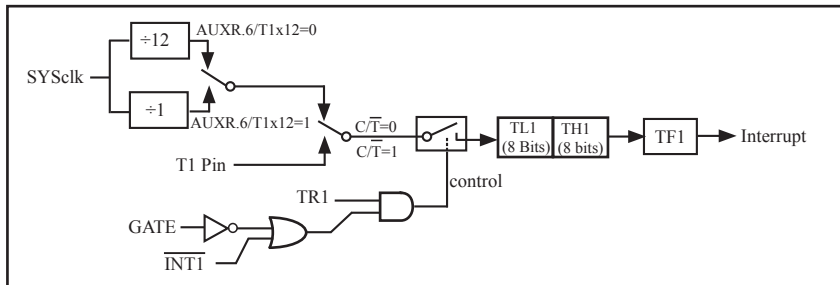 AUXR.6/T1x12=0
÷12
SYSclk
÷1
AUXR.6/T1x12=1
C/T̅=0
C/T̅=1
TL1
(8 Bits)
TH1
(8 bits)
TF1
Interrupt
T1 Pin
control
TR1
GATE
I̅N̅T̅1̅